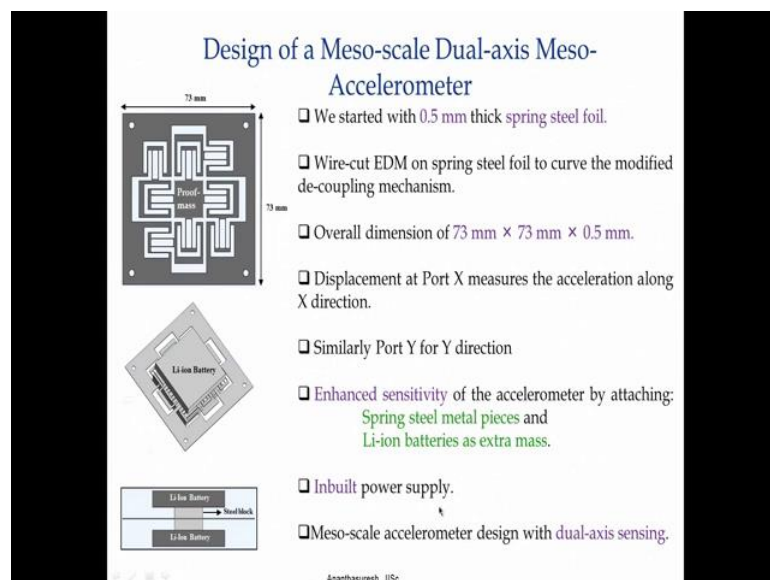 Design of a Meso-scale Dual-axis Meso-
Accelerometer
73 mm
Proof-
mass
73 mm
❑ We started with 0.5 mm thick spring steel foil.
❑ Wire-cut EDM on spring steel foil to curve the modified
de-coupling mechanism.
❑ Overall dimension of 73 mm × 73 mm × 0.5 mm.
❑ Displacement at Port X measures the acceleration along
X direction.
❑ Similarly Port Y for Y direction
Li-ion Battery
❑ Enhanced sensitivity of the accelerometer by attaching:
Spring steel metal pieces and
Li-ion batteries as extra mass.
❑ Inbuilt power supply.
Li-Ion Battery
Steel block
Li-Ion Battery
❑Meso-scale accelerometer design with dual-axis sensing.
Ananthasuresh, IISc